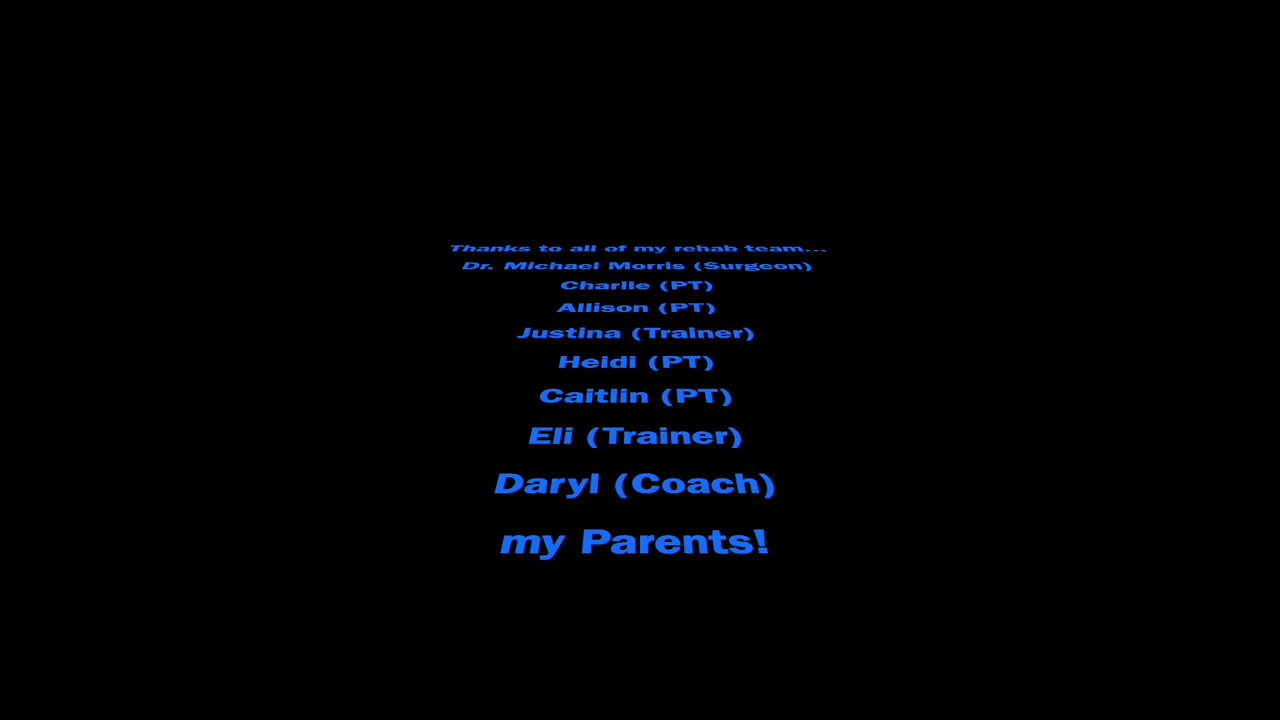 Thanks to all of my rehab team...
Dr. Michael Morris (Surgeon)
Charlie (PT)
Allison (PT)
Justina (Trainer)
Heidi (PT)
Caitlin (PT)
Eli (Trainer)
Daryl (Coach)
my Parents!